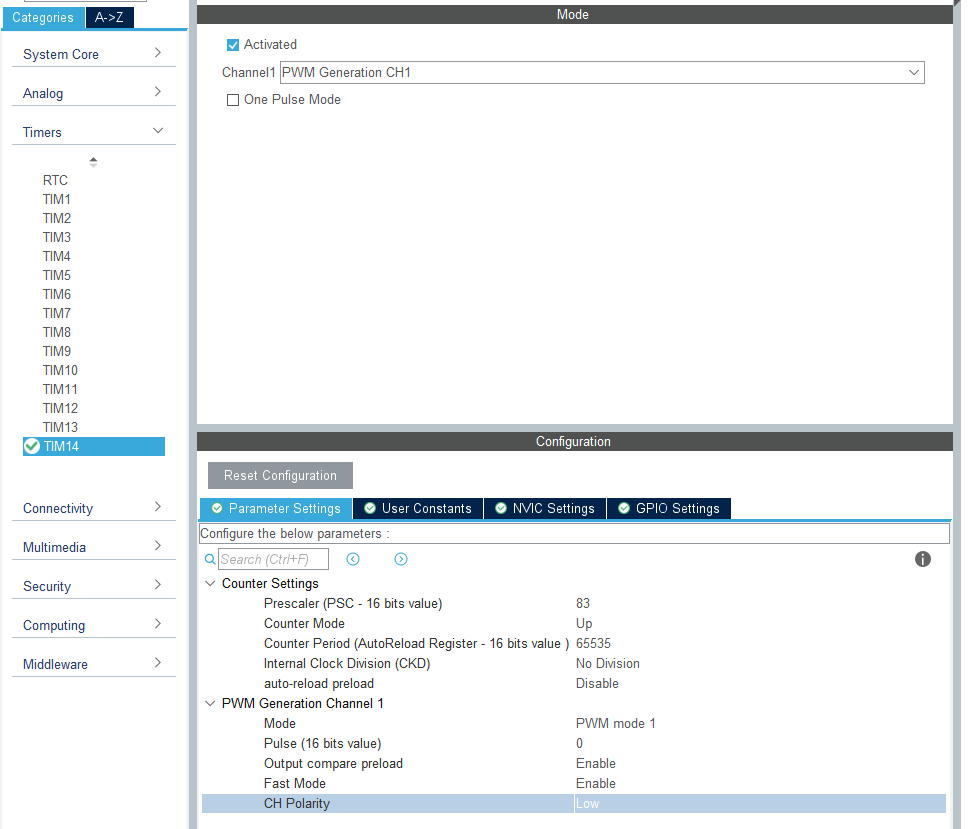 Categories A->Z
System Core
Analog
Timers
RTC
TIM1
TIM2
TIM3
TIM4
TIM5
TIM6
TIM7
TIM8
TIM9
TIM10
TIM11
TIM12
TIM13
TIM14
Connectivity
Multimedia
Security
Computing
Middleware
Mode
Activated
Channel1 PWM Generation CH1
One Pulse Mode
Configuration
Reset Configuration
Parameter Settings User Constants NVIC Settings GPIO Settings
Configure the below parameters :
Search (Ctrl+F)
Counter Settings
Prescaler (PSC - 16 bits value) 83
Counter Mode Up
Counter Period (AutoReload Register - 16 bits value ) 65535
Internal Clock Division (CKD) No Division
auto-reload preload Disable
PWM Generation Channel 1
Mode PWM mode 1
Pulse (16 bits value) 0
Output compare preload Enable
Fast Mode Enable
CH Polarity Low